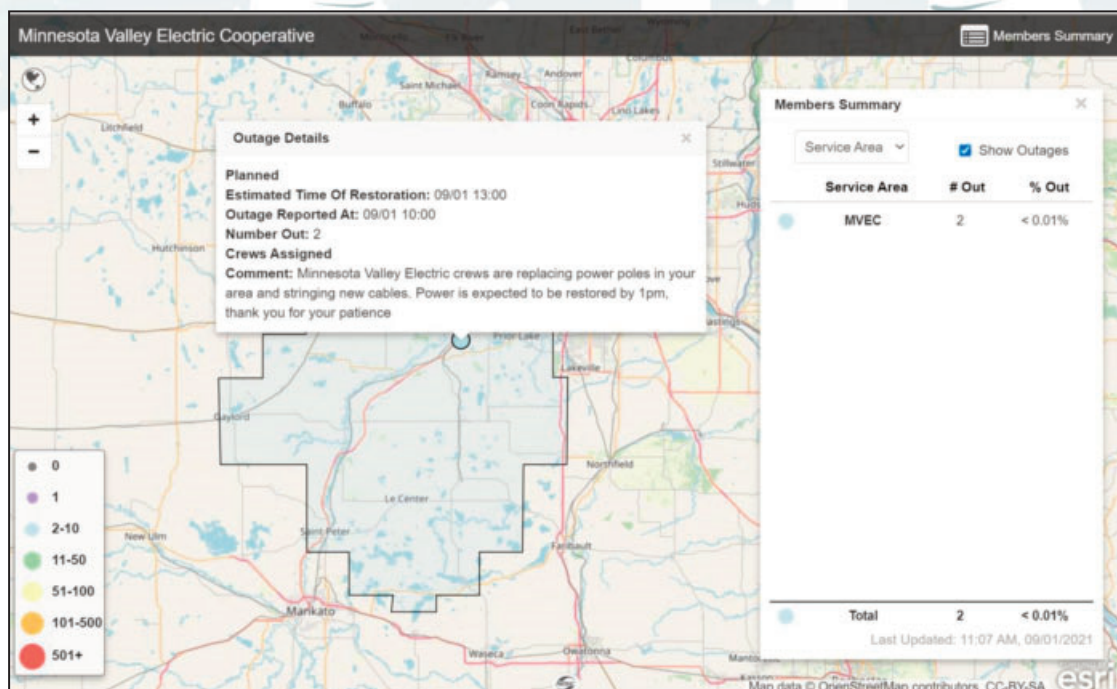 Minnesota Valley Electric Cooperative
Members Summary
Outage Details
×
Planned
Estimated Time Of Restoration: 09/01 13:00
Outage Reported At: 09/01 10:00
Number Out: 2
Crews Assigned
Comment: Minnesota Valley Electric crews are replacing power poles in your
area and stringing new cables. Power is expected to be restored by 1pm,
thank you for your patience
Members Summary
×
Service Area
Show Outages
Service Area # Out % Out
MVEC 2 < 0.01%
Total 2 < 0.01%
Last Updated: 11:07 AM, 09/01/2021
+
−
0
1
2-10
11-50
51-100
101-500
501+
Elk River
East Bethel
Columbus
Saint Michael
Ramsey
Andover
Buffalo
Coon Rapids
Lino Lakes
Litchfield
Stillwater
Hutchinson
Prior Lake
Lakeville
Gaylord
Northfield
Le Center
New Ulm
Saint Peter
Faribault
Mankato
Waseca
Owatonna
Map data © OpenStreetMap contributors, CC-BY-SA
esri